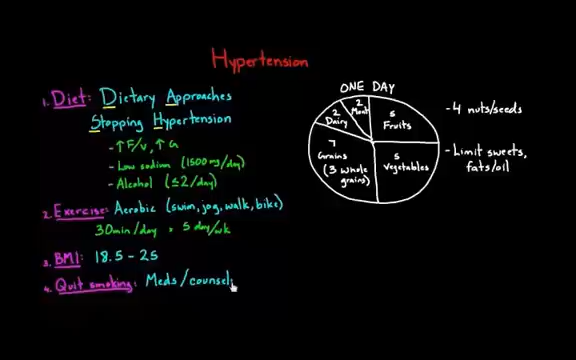 Hypertension
1. Diet: Dietary Approaches
Stopping Hypertension
- ↑ F/v, ↑ G
- Low sodium (1500 mg/day)
- Alcohol (≤2/day)
2. Exercise: Aerobic (swim, jog, walk, bike)
30min/day, 5 day/wk
3. BMI: 18.5 - 25
4. Quit smoking: Meds/counsel
ONE DAY
2 Dairy
2 Meat
5 Fruits
7 Grains (3 whole grains)
5 Vegetables
- 4 nuts/seeds
- Limit sweets,
fats/oil